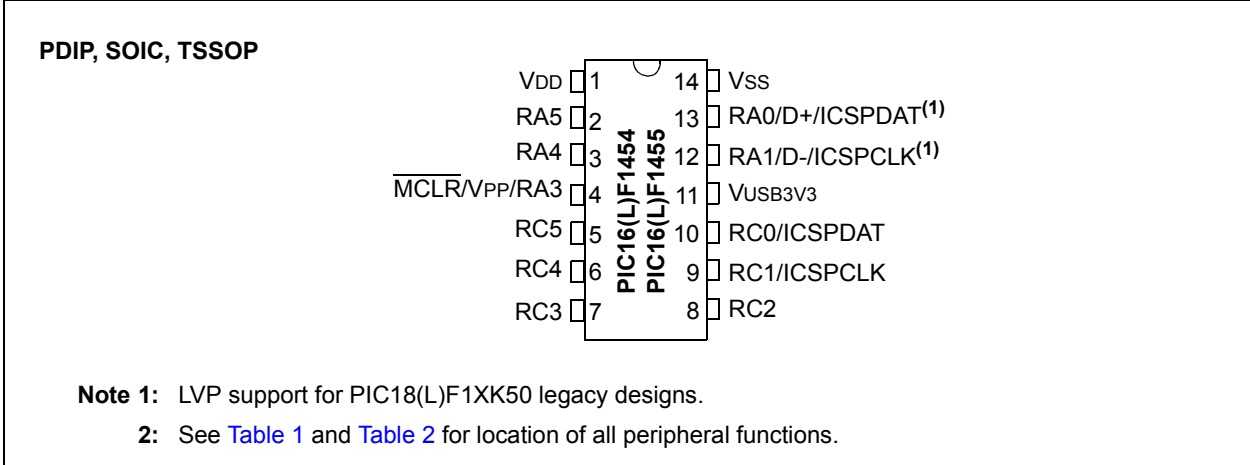 PDIP, SOIC, TSSOP
VDD 1 14 VSS
RA5 2 13 RA0/D+/ICSPDAT(1)
RA4 3 12 RA1/D-/ICSPCLK(1)
MCLR/VPP/RA3 4 11 VUSB3V3
RC5 5 10 RC0/ICSPDAT
RC4 6 9 RC1/ICSPCLK
RC3 7 8 RC2
PIC16(L)F1454
PIC16(L)F1455
Note 1: LVP support for PIC18(L)F1XK50 legacy designs.
2: See Table 1 and Table 2 for location of all peripheral functions.